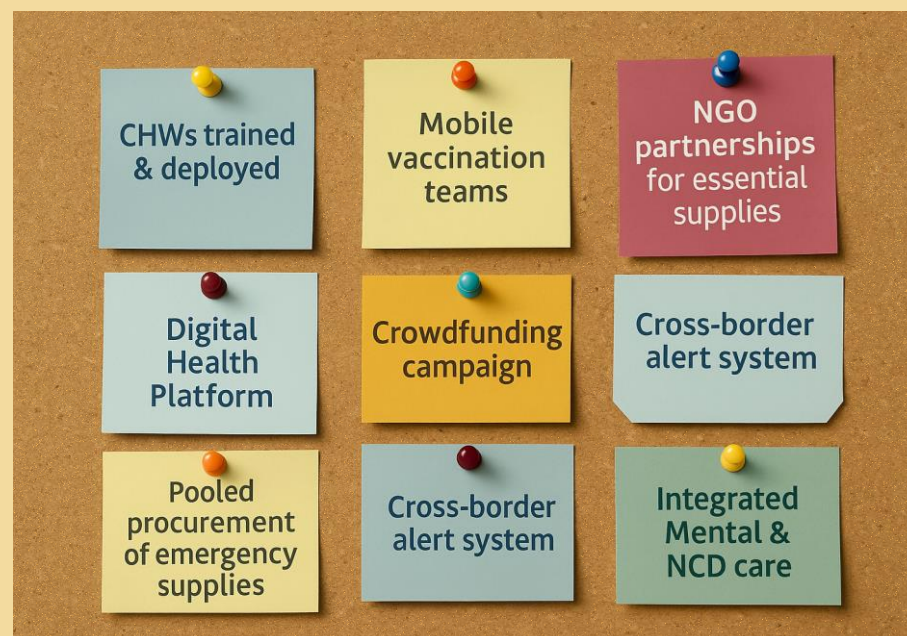 CHWs trained
& deployed
Mobile
vaccination
teams
NGO
partnerships
for essential
supplies
Digital
Health
Platform
Crowdfunding
campaign
Cross-border
alert system
Pooled
procurement
of emergency
supplies
Cross-border
alert system
Integrated
Mental &
NCD care